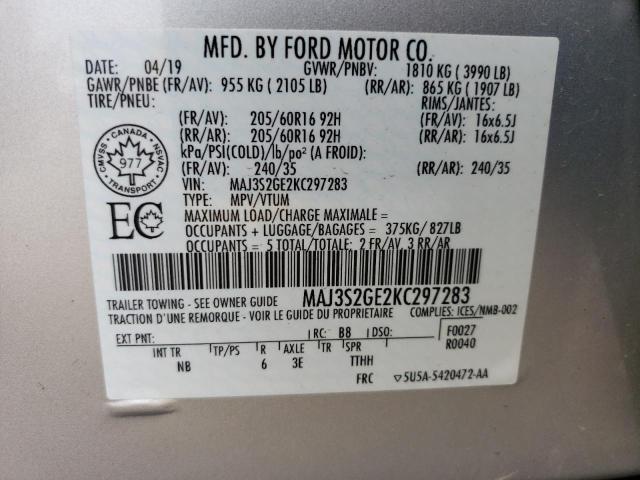 MFD. BY FORD MOTOR CO.
DATE: 04/19 GVWR/PNBV: 1810 KG ( 3990 LB)
GAWR/PNBE (FR/AV): 955 KG ( 2105 LB) (RR/AR): 865 KG ( 1907 LB)
TIRE/PNEU: RIMS/JANTES:
(FR/AV): 205/60R16 92H (FR/AV): 16x6.5J
(RR/AR): 205/60R16 92H (RR/AR): 16x6.5J
kPa/PSI(COLD)/lb/po² (A FROID):
(FR/AV): 240/35 (RR/AR): 240/35
VIN: MAJ3S2GE2KC297283
TYPE: MPV/VTUM
CANADA
CMVSS NSVAC
977
TRANSPORT
EC
MAXIMUM LOAD/CHARGE MAXIMALE =
OCCUPANTS + LUGGAGE/BAGAGES = 375KG/ 827LB
OCCUPANTS = 5 TOTAL/TOTALE: 2 FR/AV, 3 RR/AR
TRAILER TOWING - SEE OWNER GUIDE MAJ3S2GE2KC297283
TRACTION D'UNE REMORQUE - VOIR LE GUIDE DU PROPRIETAIRE COMPLIES: ICES/NMB-002
EXT PNT: RC: B8 DSO: F0027
R0040
INT TR TP/PS R AXLE TR SPR
NB 6 3E TTHH
FRC ▽5U5A-5420472-AA